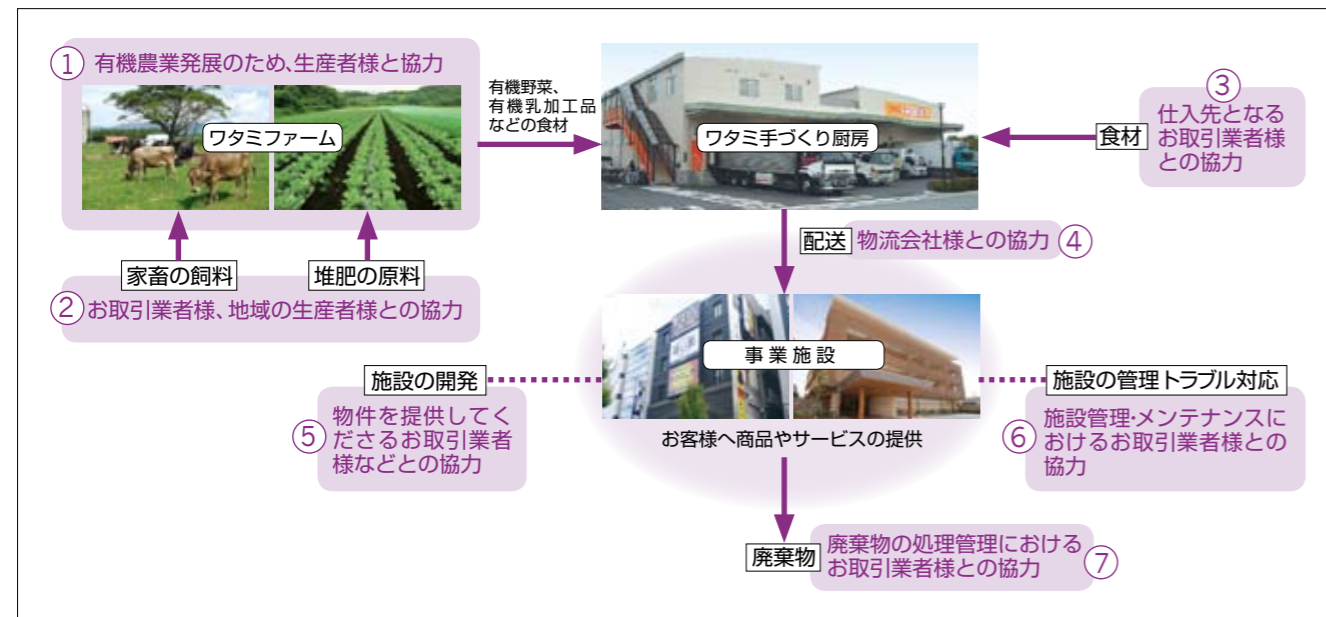 ① 有機農業発展のため、生産者様と協力
ワタミファーム
有機野菜、
有機乳加工品
などの食材
ワタミ手づくり厨房
食材
③
仕入先となる
お取引業者様
との協力
家畜の飼料
堆肥の原料
② お取引業者様、地域の生産者様との協力
配送 物流会社様との協力 ④
事業施設
お客様へ商品やサービスの提供
施設の開発
⑤
物件を提供してく
ださるお取引業者
様などとの協力
施設の管理トラブル対応
⑥
施設管理・メンテナンスに
おけるお取引業者様との
協力
廃棄物
廃棄物の処理管理における
お取引業者様との協力
⑦